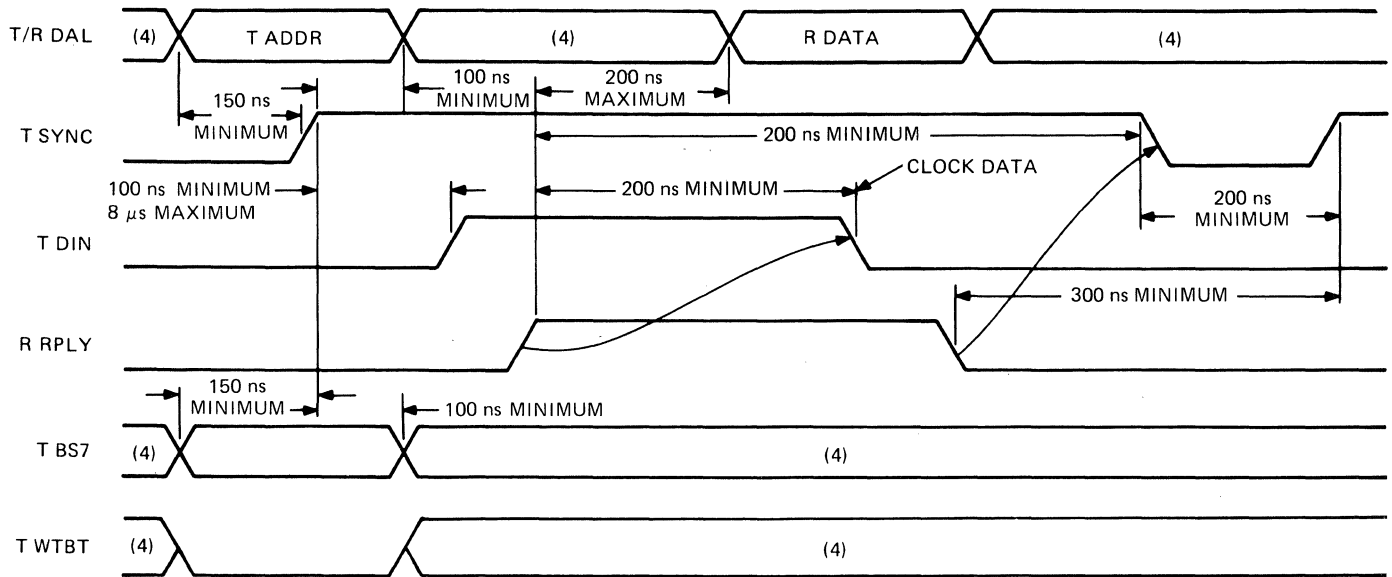 T/R DAL (4) T ADDR (4) R DATA (4)
100 ns
MINIMUM
200 ns
MAXIMUM
150 ns
MINIMUM
T SYNC
200 ns MINIMUM
CLOCK DATA
100 ns MINIMUM
8 μs MAXIMUM
200 ns MINIMUM
200 ns
MINIMUM
T DIN
300 ns MINIMUM
R RPLY
150 ns
MINIMUM
100 ns MINIMUM
T BS7 (4) (4)
T WTBT (4) (4)